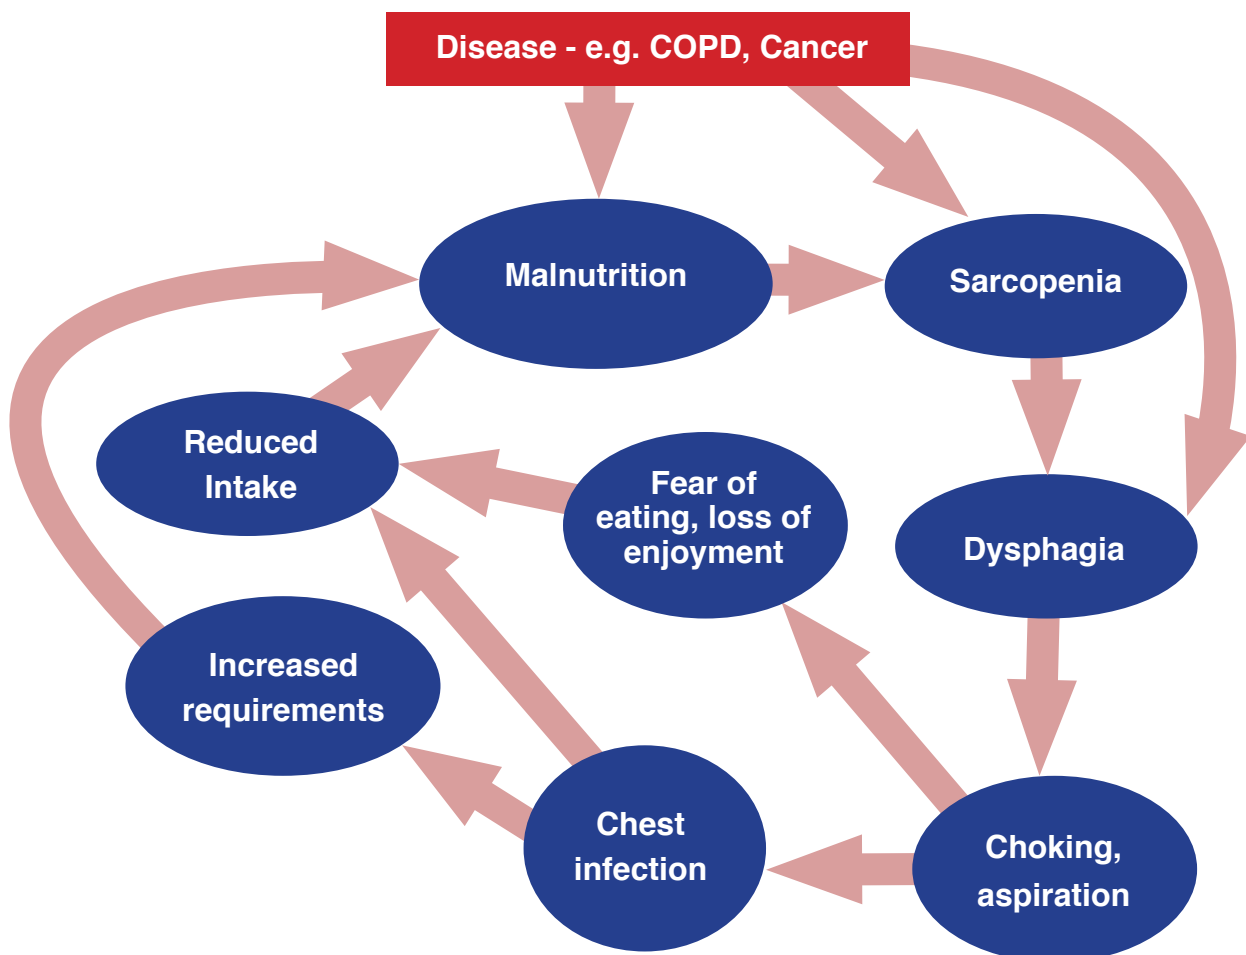 Disease - e.g. COPD, Cancer
Malnutrition
Sarcopenia
Reduced
Intake
Fear of
eating, loss of
enjoyment
Dysphagia
Increased
requirements
Chest
infection
Choking,
aspiration